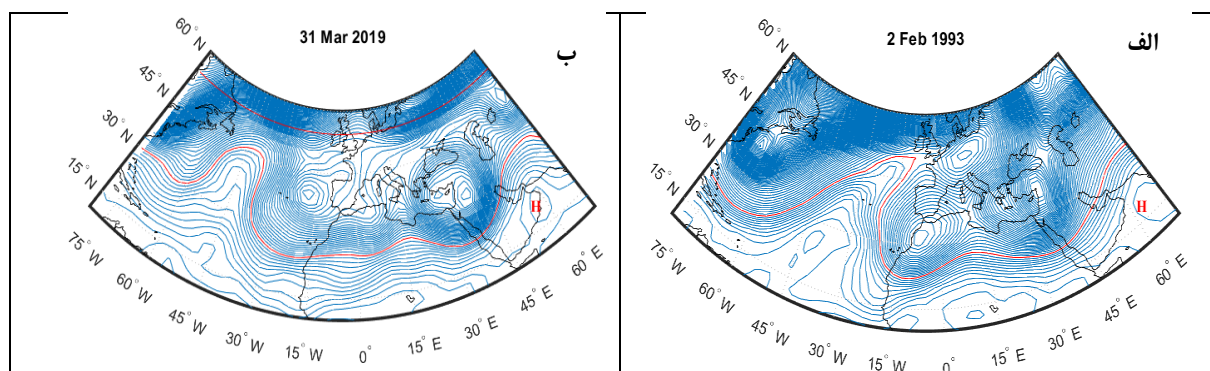 الف
2 Feb 1993
60° N
45° N
30° N
15° N
H
75° W
60° W
45° W
30° W
15° W
0°
15° E
30° E
45° E
60° E
ب
31 Mar 2019
60° N
45° N
30° N
15° N
H
75° W
60° W
45° W
30° W
15° W
0°
15° E
30° E
45° E
60° E